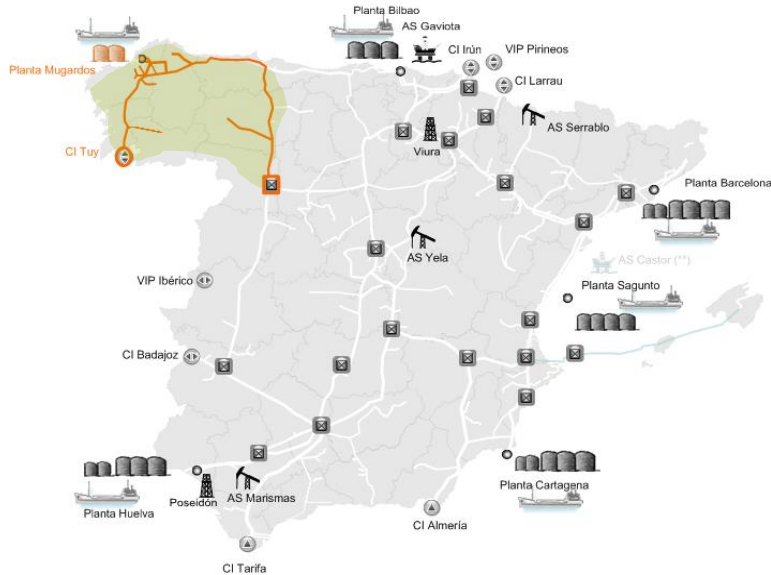 Planta Bilbao
AS Gaviota
CI Irún
VIP Pirineos
Planta Mugardos
CI Larrau
AS Serrablo
Viura
CI Tuy
Planta Barcelona
AS Yela
AS Castor (**)
VIP Ibérico
Planta Sagunto
CI Badajoz
Planta Cartagena
AS Marismas
Poseidón
Planta Huelva
CI Almería
CI Tarifa